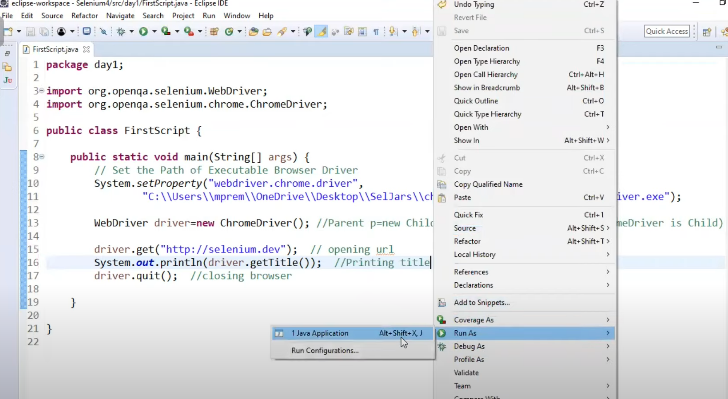 eclipse-workspace - Selenium4/src/day1/FirstScript.java - Eclipse IDE
File Edit Source Refactor Navigate Search Project Run Window Help
Quick Access
FirstScript.java
1 package day1;
2
3 import org.openqa.selenium.WebDriver;
4 import org.openqa.selenium.chrome.ChromeDriver;
5
6 public class FirstScript {
7
8 public static void main(String[] args) {
9 // Set the Path of Executable Browser Driver
10 System.setProperty("webdriver.chrome.driver",
11 "C:\\Users\\mprem\\OneDrive\\Desktop\\SelJars\\ch
driver.exe");
12
13 WebDriver driver=new ChromeDriver(); //Parent p=new Child
meDriver is Child)
14
15 driver.get("http://selenium.dev"); // opening url
16 System.out.println(driver.getTitle()); //Printing title
17 driver.quit(); //closing browser
18
19 }
20
21 }
22
Undo Typing Ctrl+Z
Revert File
Save Ctrl+S
Open Declaration F3
Open Type Hierarchy F4
Open Call Hierarchy Ctrl+Alt+H
Show in Breadcrumb Alt+Shift+B
Quick Outline Ctrl+O
Quick Type Hierarchy Ctrl+T
Open With
Show In Alt+Shift+W
Cut Ctrl+X
Copy Ctrl+C
Copy Qualified Name
Paste Ctrl+V
Quick Fix Ctrl+1
Source Alt+Shift+S
Refactor Alt+Shift+T
Local History
References
Declarations
Add to Snippets...
Coverage As
Run As
Debug As
Profile As
Validate
Team
Compare With
1 Java Application Alt+Shift+X, J
Run Configurations...